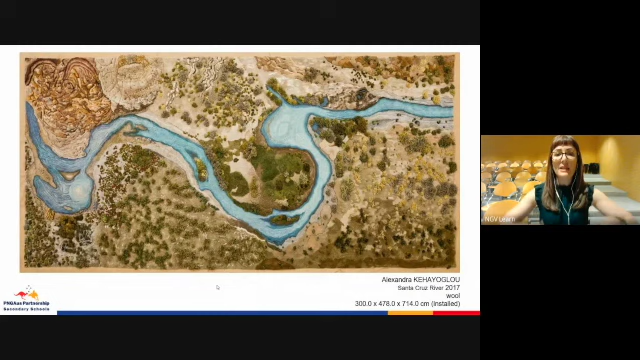 Alexandra KEHAYOGLOU
Santa Cruz River 2017
wool
300.0 x 478.0 x 714.0 cm (installed)
PNGAus Partnership
Secondary Schools
NGV Learn